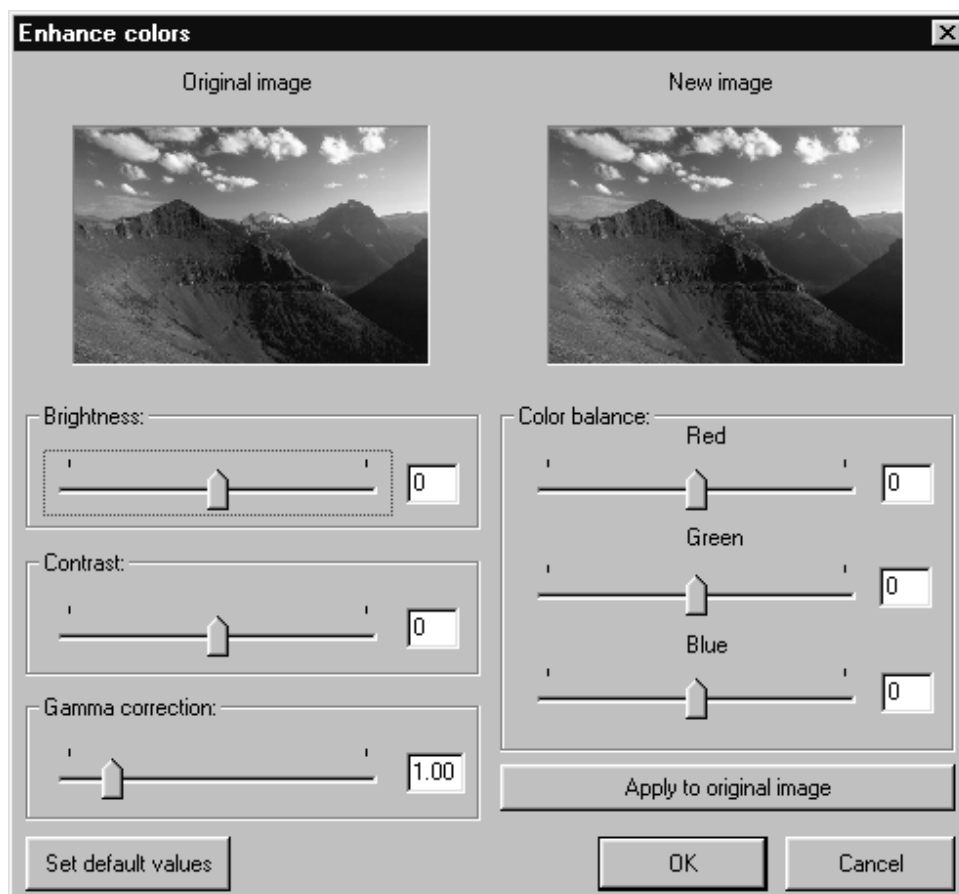 Enhance colors
Original image
New image
Brightness:
0
Contrast:
0
Gamma correction:
1.00
Color balance:
Red
0
Green
0
Blue
0
Apply to original image
Set default values
OK
Cancel